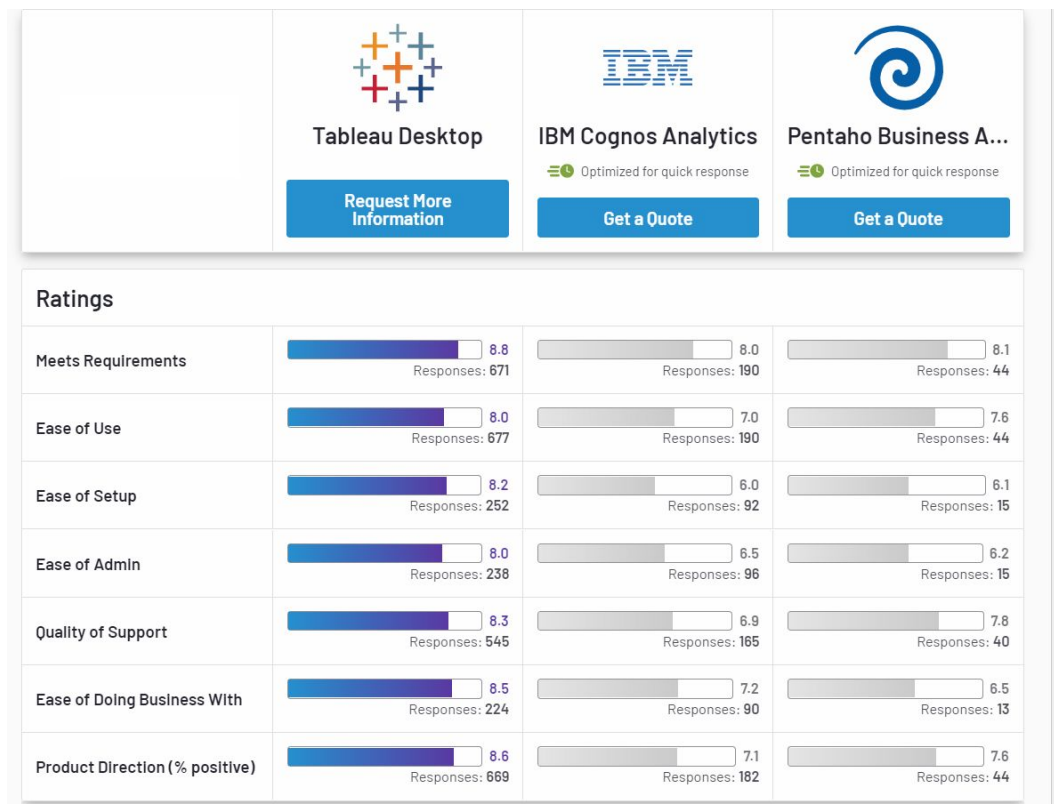 IBM
Tableau Desktop
IBM Cognos Analytics
Pentaho Business A...
Optimized for quick response
Optimized for quick response
Request More
Information
Get a Quote
Get a Quote
Ratings
Meets Requirements
8.8
Responses: 671
8.0
Responses: 190
8.1
Responses: 44
Ease of Use
8.0
Responses: 677
7.0
Responses: 190
7.6
Responses: 44
Ease of Setup
8.2
Responses: 252
6.0
Responses: 92
6.1
Responses: 15
Ease of Admin
8.0
Responses: 238
6.5
Responses: 96
6.2
Responses: 15
Quality of Support
8.3
Responses: 545
6.9
Responses: 165
7.8
Responses: 40
Ease of Doing Business With
8.5
Responses: 224
7.2
Responses: 90
6.5
Responses: 13
Product Direction (% positive)
8.6
Responses: 669
7.1
Responses: 182
7.6
Responses: 44